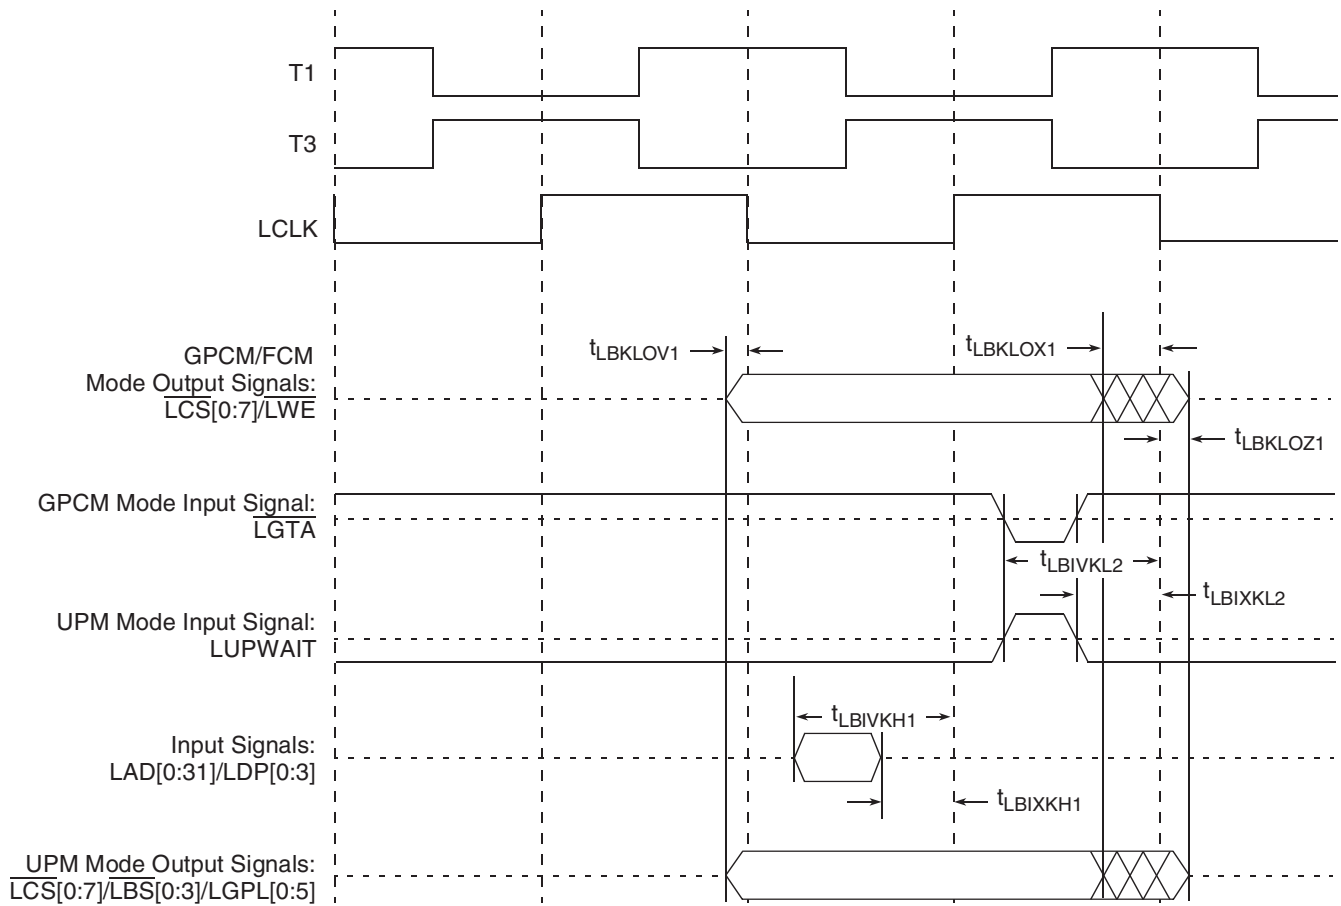 T1
T3
LCLK
GPCM/FCM
Mode Output Signals:
LCS[0:7]/LWE
tLBKLOV1
tLBKLOX1
tLBKLOZ1
GPCM Mode Input Signal:
LGTA
tLBIVKL2
tLBIXKL2
UPM Mode Input Signal:
LUPWAIT
tLBIVKH1
Input Signals:
LAD[0:31]/LDP[0:3]
tLBIXKH1
UPM Mode Output Signals:
LCS[0:7]/LBS[0:3]/LGPL[0:5]